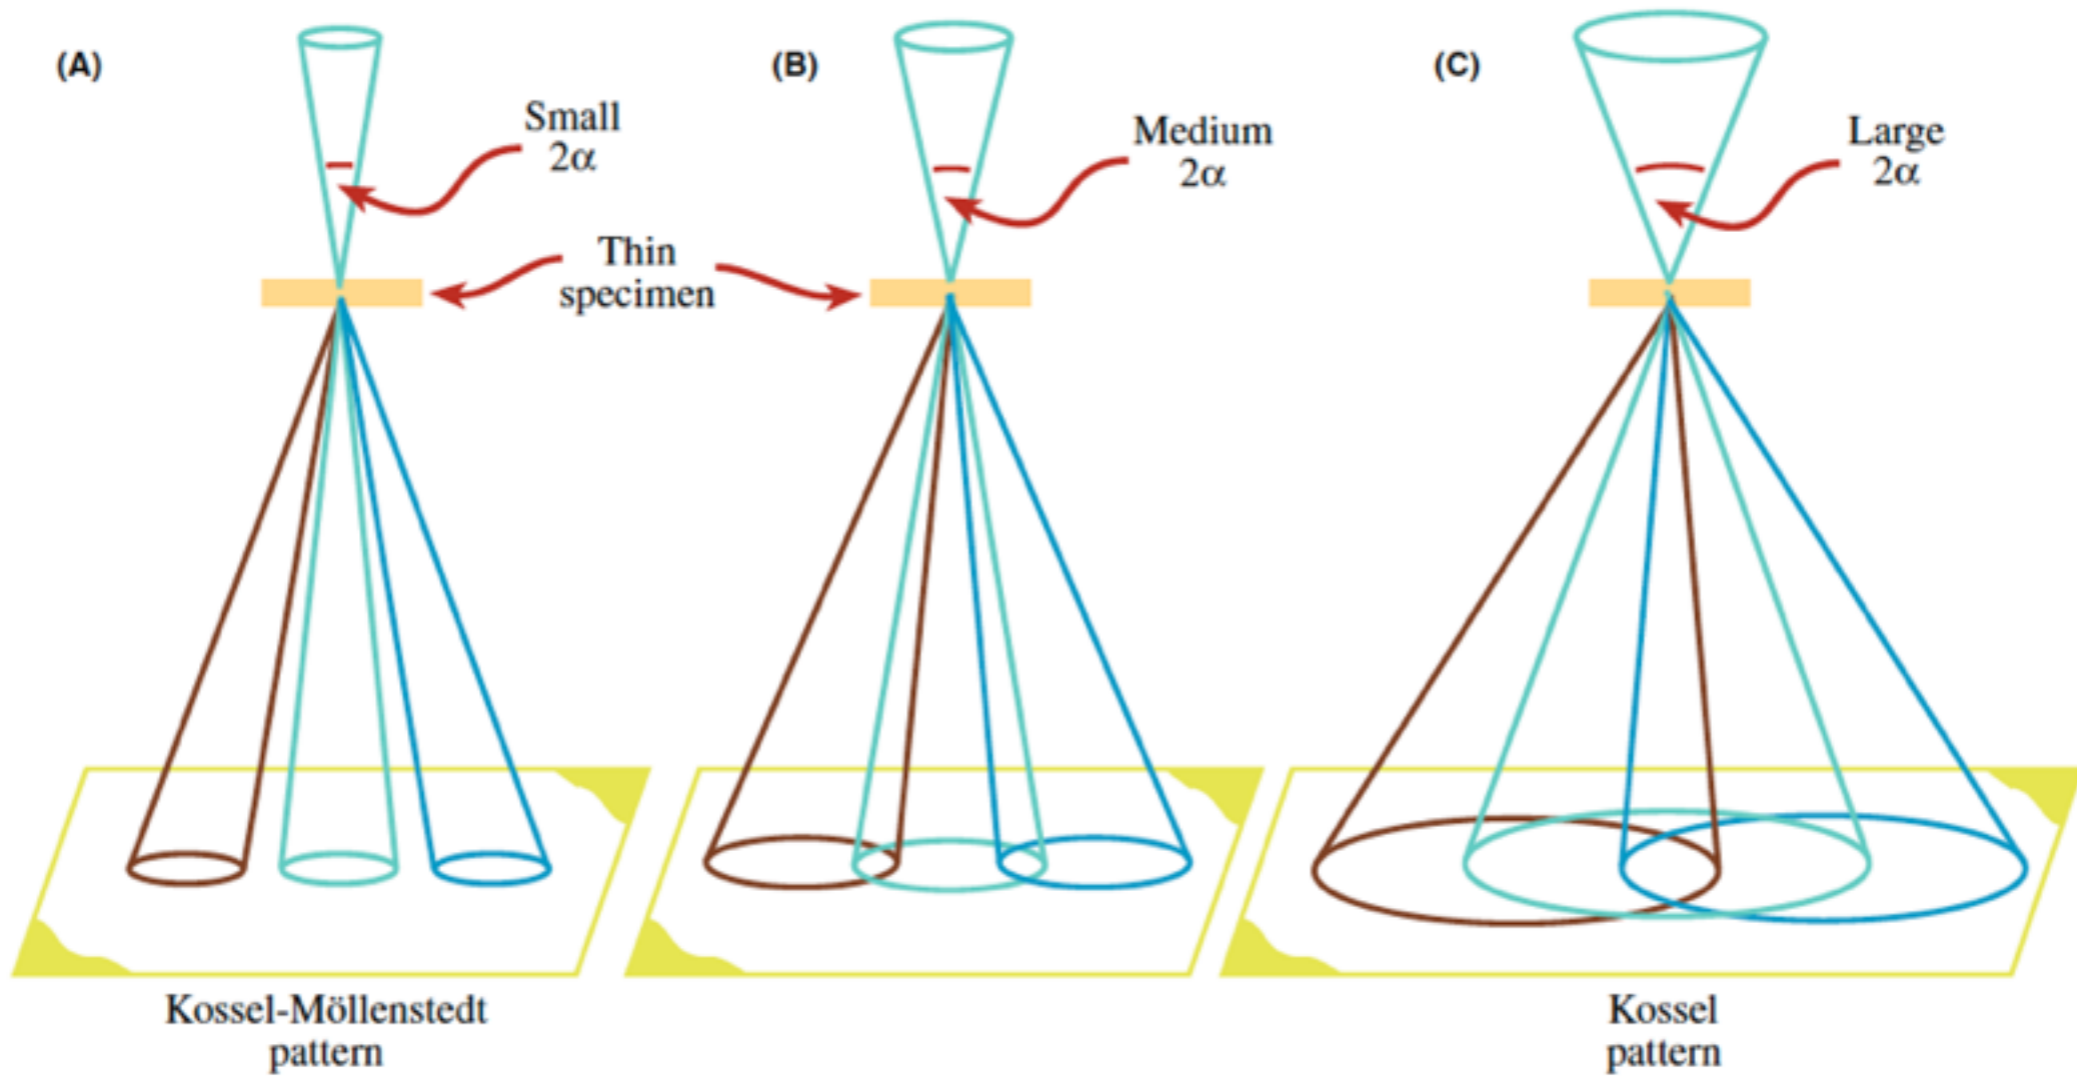 (A)
Small
2α
(B)
Medium
2α
(C)
Large
2α
Thin
specimen
Kossel-Möllenstedt
pattern
Kossel
pattern